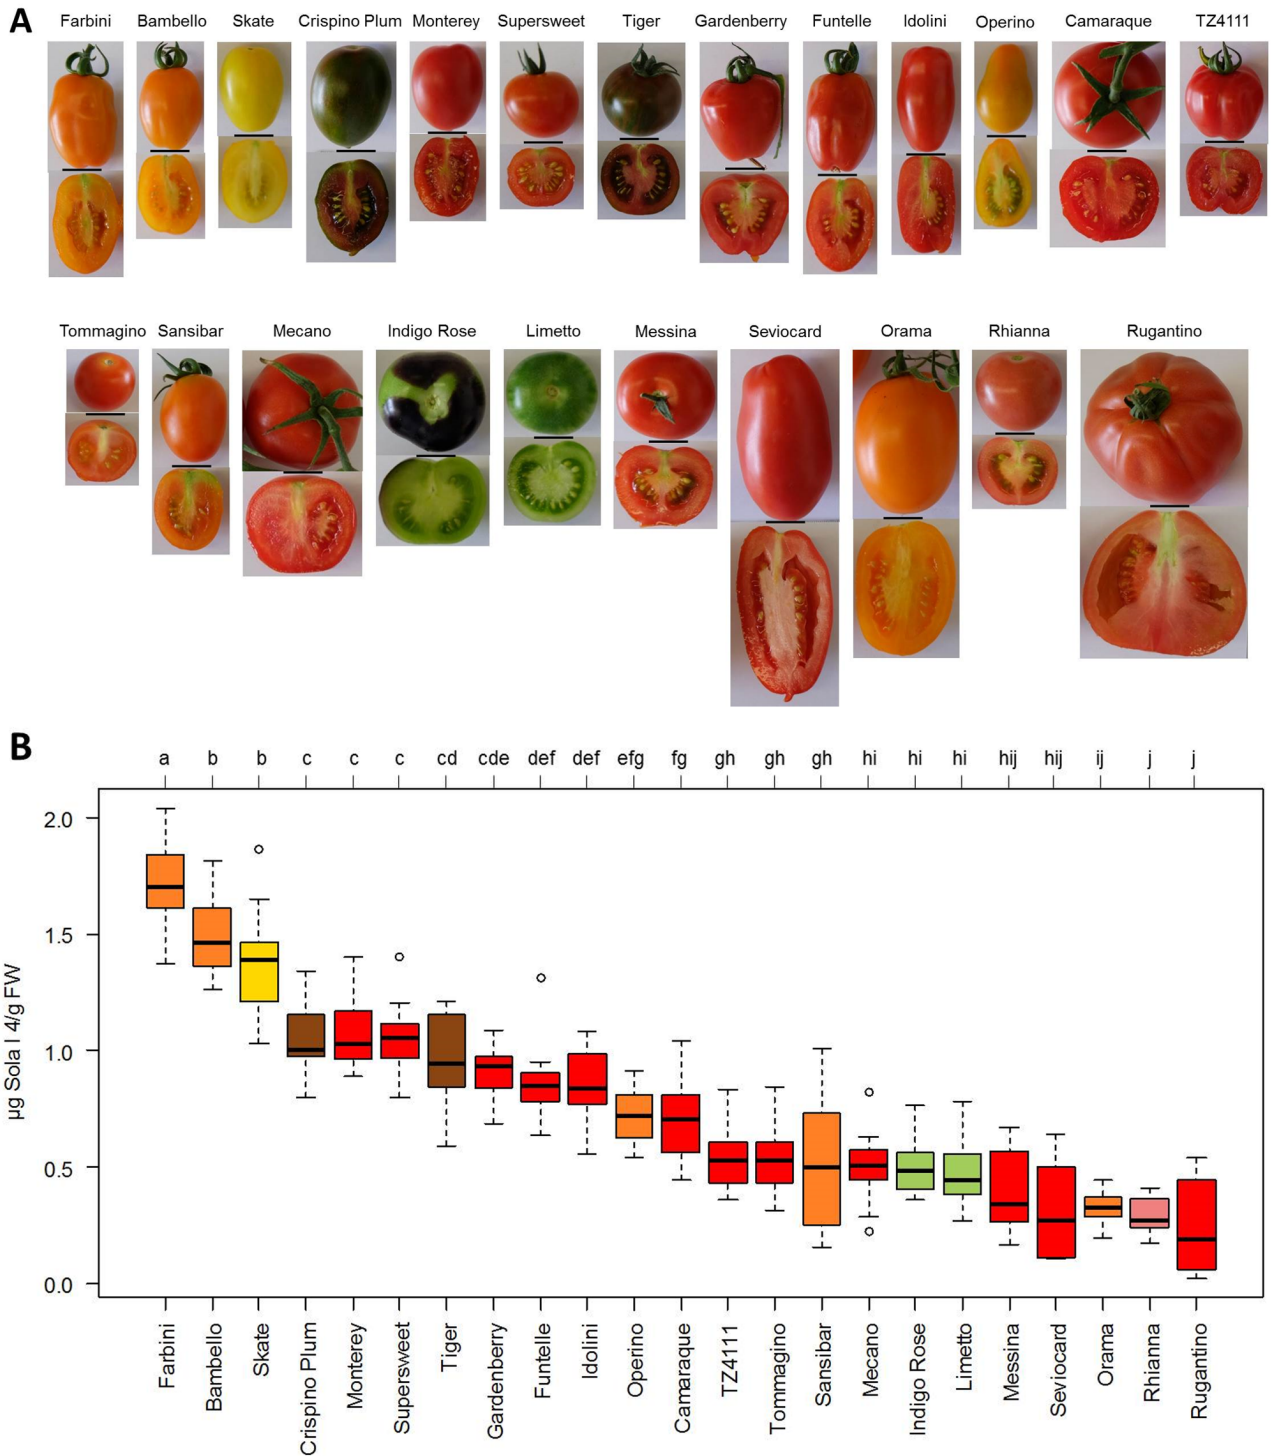 A
Farbini Bambello Skate Crispino Plum Monterey Supersweet Tiger Gardenberry Funtelle Idolini Operino Camaraque TZ4111
Tommagino Sansibar Mecano Indigo Rose Limetto Messina Seviocard Orama Rhianna Rugantino
B
a b b c c c cd cde def def efg fg gh gh gh hi hi hi hij hij ij j j
2.0
1.5
1.0
0.5
0.0
µg Sola l 4/g FW
Farbini
Bambello
Skate
Crispino Plum
Monterey
Supersweet
Tiger
Gardenberry
Funtelle
Idolini
Operino
Camaraque
TZ4111
Tommagino
Sansibar
Mecano
Indigo Rose
Limetto
Messina
Seviocard
Orama
Rhianna
Rugantino